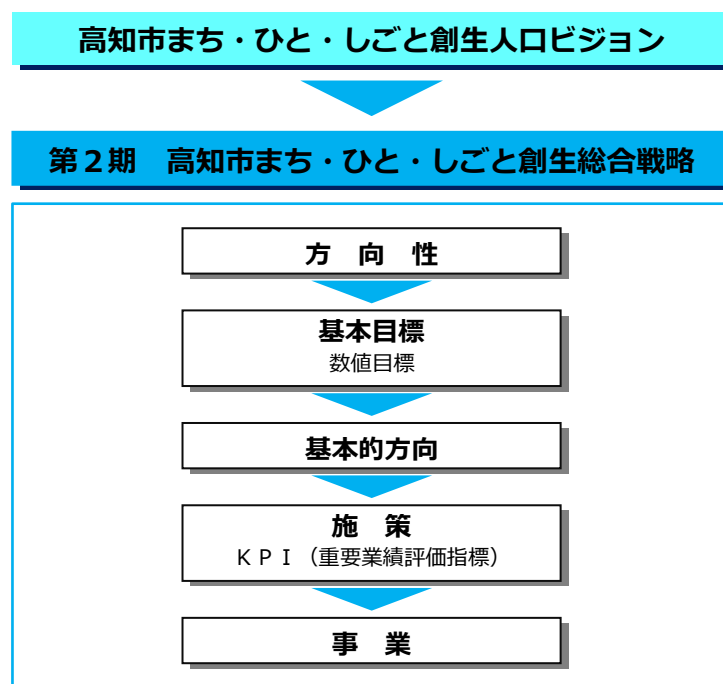 高知市まち・ひと・しごと創生人口ビジョン
第２期　高知市まち・ひと・しごと創生総合戦略
方　向　性
基本目標
数値目標
基本的方向
施　策
ＫＰＩ（重要業績評価指標）
事　業